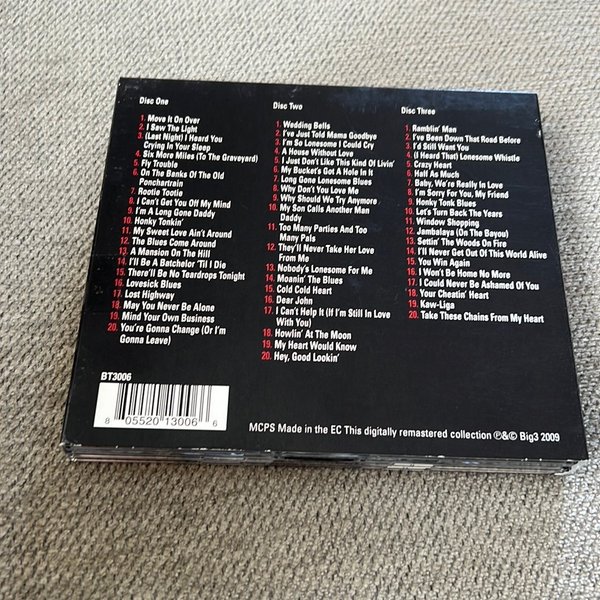 Disc One
1. Move It On Over
2. I Saw The Light
3. (Last Night) I Heard You
Crying In Your Sleep
4. Six More Miles (To The Graveyard)
5. Fly Trouble
6. On The Banks Of The Old
Ponchartrain
7. Rootie Tootie
8. I Can't Get You Off My Mind
9. I'm A Long Gone Daddy
10. Honky Tonkin'
11. My Sweet Love Ain't Around
12. The Blues Come Around
13. A Mansion On The Hill
14. I'll Be A Batchelor 'Til I Die
15. There'll Be No Teardrops Tonight
16. Lovesick Blues
17. Lost Highway
18. May You Never Be Alone
19. Mind Your Own Business
20. You're Gonna Change (Or I'm
Gonna Leave)
Disc Two
1. Wedding Bells
2. I've Just Told Mama Goodbye
3. I'm So Lonesome I Could Cry
4. A House Without Love
5. I Just Don't Like This Kind Of Livin'
6. My Bucket's Got A Hole In It
7. Long Gone Lonesome Blues
8. Why Don't You Love Me
9. Why Should We Try Anymore
10. My Son Calls Another Man
Daddy
11. Too Many Parties And Too
Many Pals
12. They'll Never Take Her Love
From Me
13. Nobody's Lonesome For Me
14. Moanin' The Blues
15. Cold Cold Heart
16. Dear John
17. I Can't Help It (If I'm Still In Love
With You)
18. Howlin' At The Moon
19. My Heart Would Know
20. Hey, Good Lookin'
Disc Three
1. Ramblin' Man
2. I've Been Down That Road Before
3. I'd Still Want You
4. (I Heard That) Lonesome Whistle
5. Crazy Heart
6. Half As Much
7. Baby, We're Really In Love
8. I'm Sorry For You, My Friend
9. Honky Tonk Blues
10. Let's Turn Back The Years
11. Window Shopping
12. Jambalaya (On The Bayou)
13. Settin' The Woods On Fire
14. I'll Never Get Out Of This World Alive
15. You Win Again
16. I Won't Be Home No More
17. I Could Never Be Ashamed Of You
18. Your Cheatin' Heart
19. Kaw-Liga
20. Take These Chains From My Heart
BT3006
8 05520 13006 6
MCPS Made in the EC This digitally remastered collection ℗&© Big3 2009